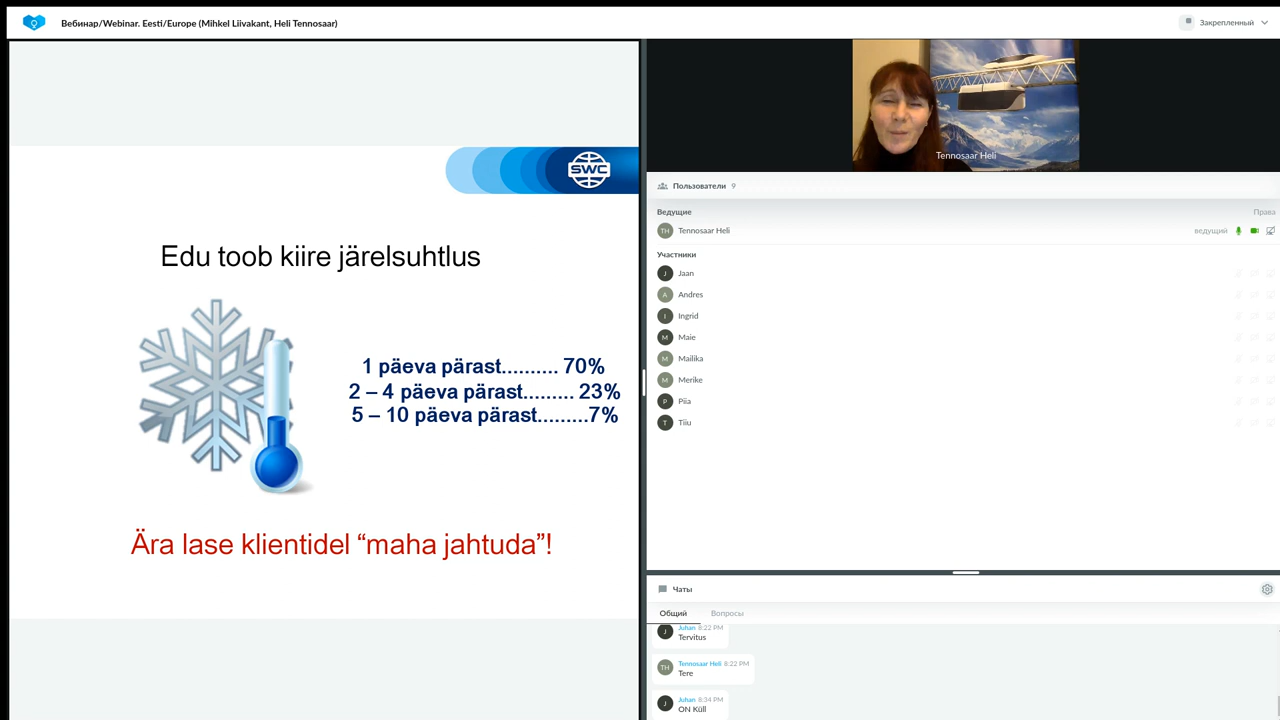 Вебинар/Webinar. Eesti/Europe (Mihkel Liivakant, Heli Tennosaar)
Закрепленный
SWC
Edu toob kiire järelsuhtlus
1 päeva pärast.......... 70%
2 – 4 päeva pärast......... 23%
5 – 10 päeva pärast.........7%
Ära lase klientidel “maha jahtuda”!
Tennosaar Heli
Пользователи 9
Ведущие Права
TH Tennosaar Heli ведущий
Участники
J Jaan
A Andres
I Ingrid
M Maie
M Mailika
M Merike
P Piia
T Tiiu
Чаты
Общий Вопросы
Julian 8:22 PM
J Tervitus
Tennosaar Heli 8:22 PM
TH Tere
Julian 8:34 PM
J ON Küll